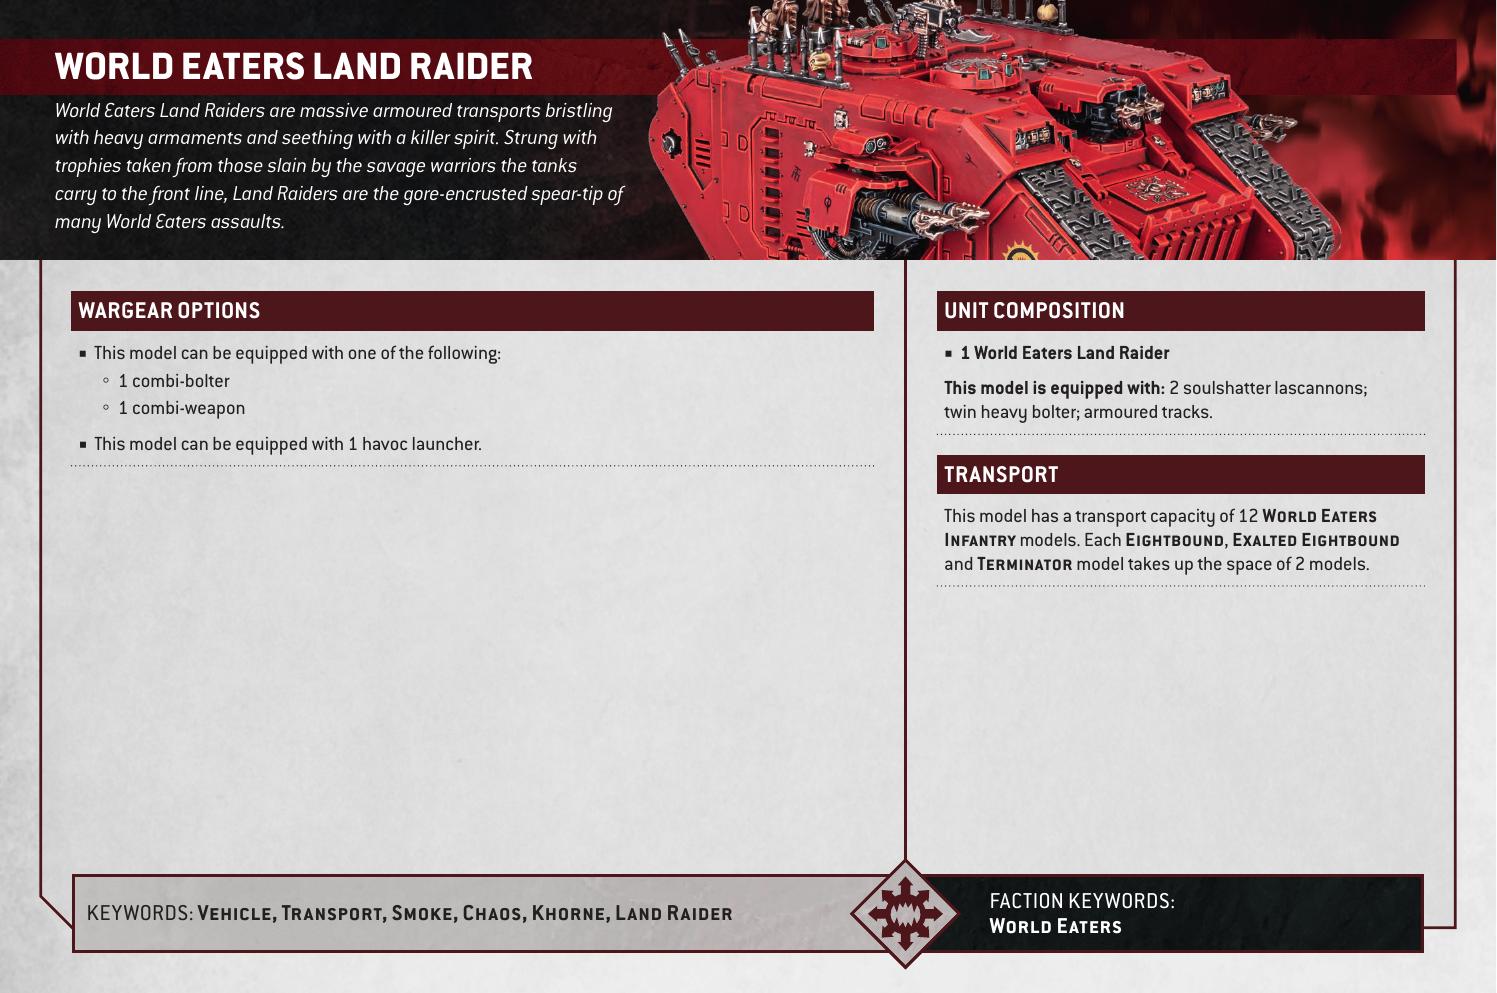 WORLD EATERS LAND RAIDER
World Eaters Land Raiders are massive armoured transports bristling
with heavy armaments and seething with a killer spirit. Strung with
trophies taken from those slain by the savage warriors the tanks
carry to the front line, Land Raiders are the gore-encrusted spear-tip of
many World Eaters assaults.
WARGEAR OPTIONS
▪ This model can be equipped with one of the following:
◦ 1 combi-bolter
◦ 1 combi-weapon
▪ This model can be equipped with 1 havoc launcher.
UNIT COMPOSITION
▪ 1 World Eaters Land Raider
This model is equipped with: 2 soulshatter lascannons;
twin heavy bolter; armoured tracks.
TRANSPORT
This model has a transport capacity of 12 World Eaters
Infantry models. Each Eightbound, Exalted Eightbound
and Terminator model takes up the space of 2 models.
KEYWORDS: Vehicle, Transport, Smoke, Chaos, Khorne, Land Raider
FACTION KEYWORDS:
World Eaters